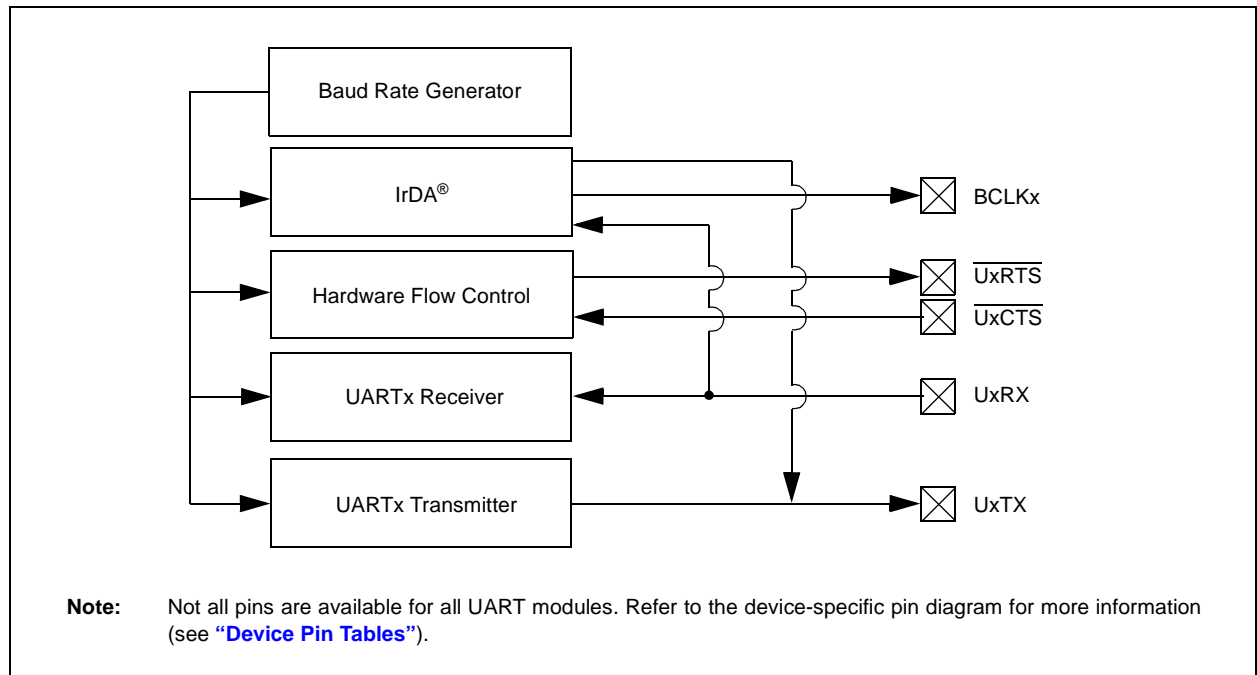 Baud Rate Generator
IrDA®
BCLKx
UxRTS
Hardware Flow Control
UxCTS
UARTx Receiver
UxRX
UARTx Transmitter
UxTX
Note: Not all pins are available for all UART modules. Refer to the device-specific pin diagram for more information
(see “Device Pin Tables”).